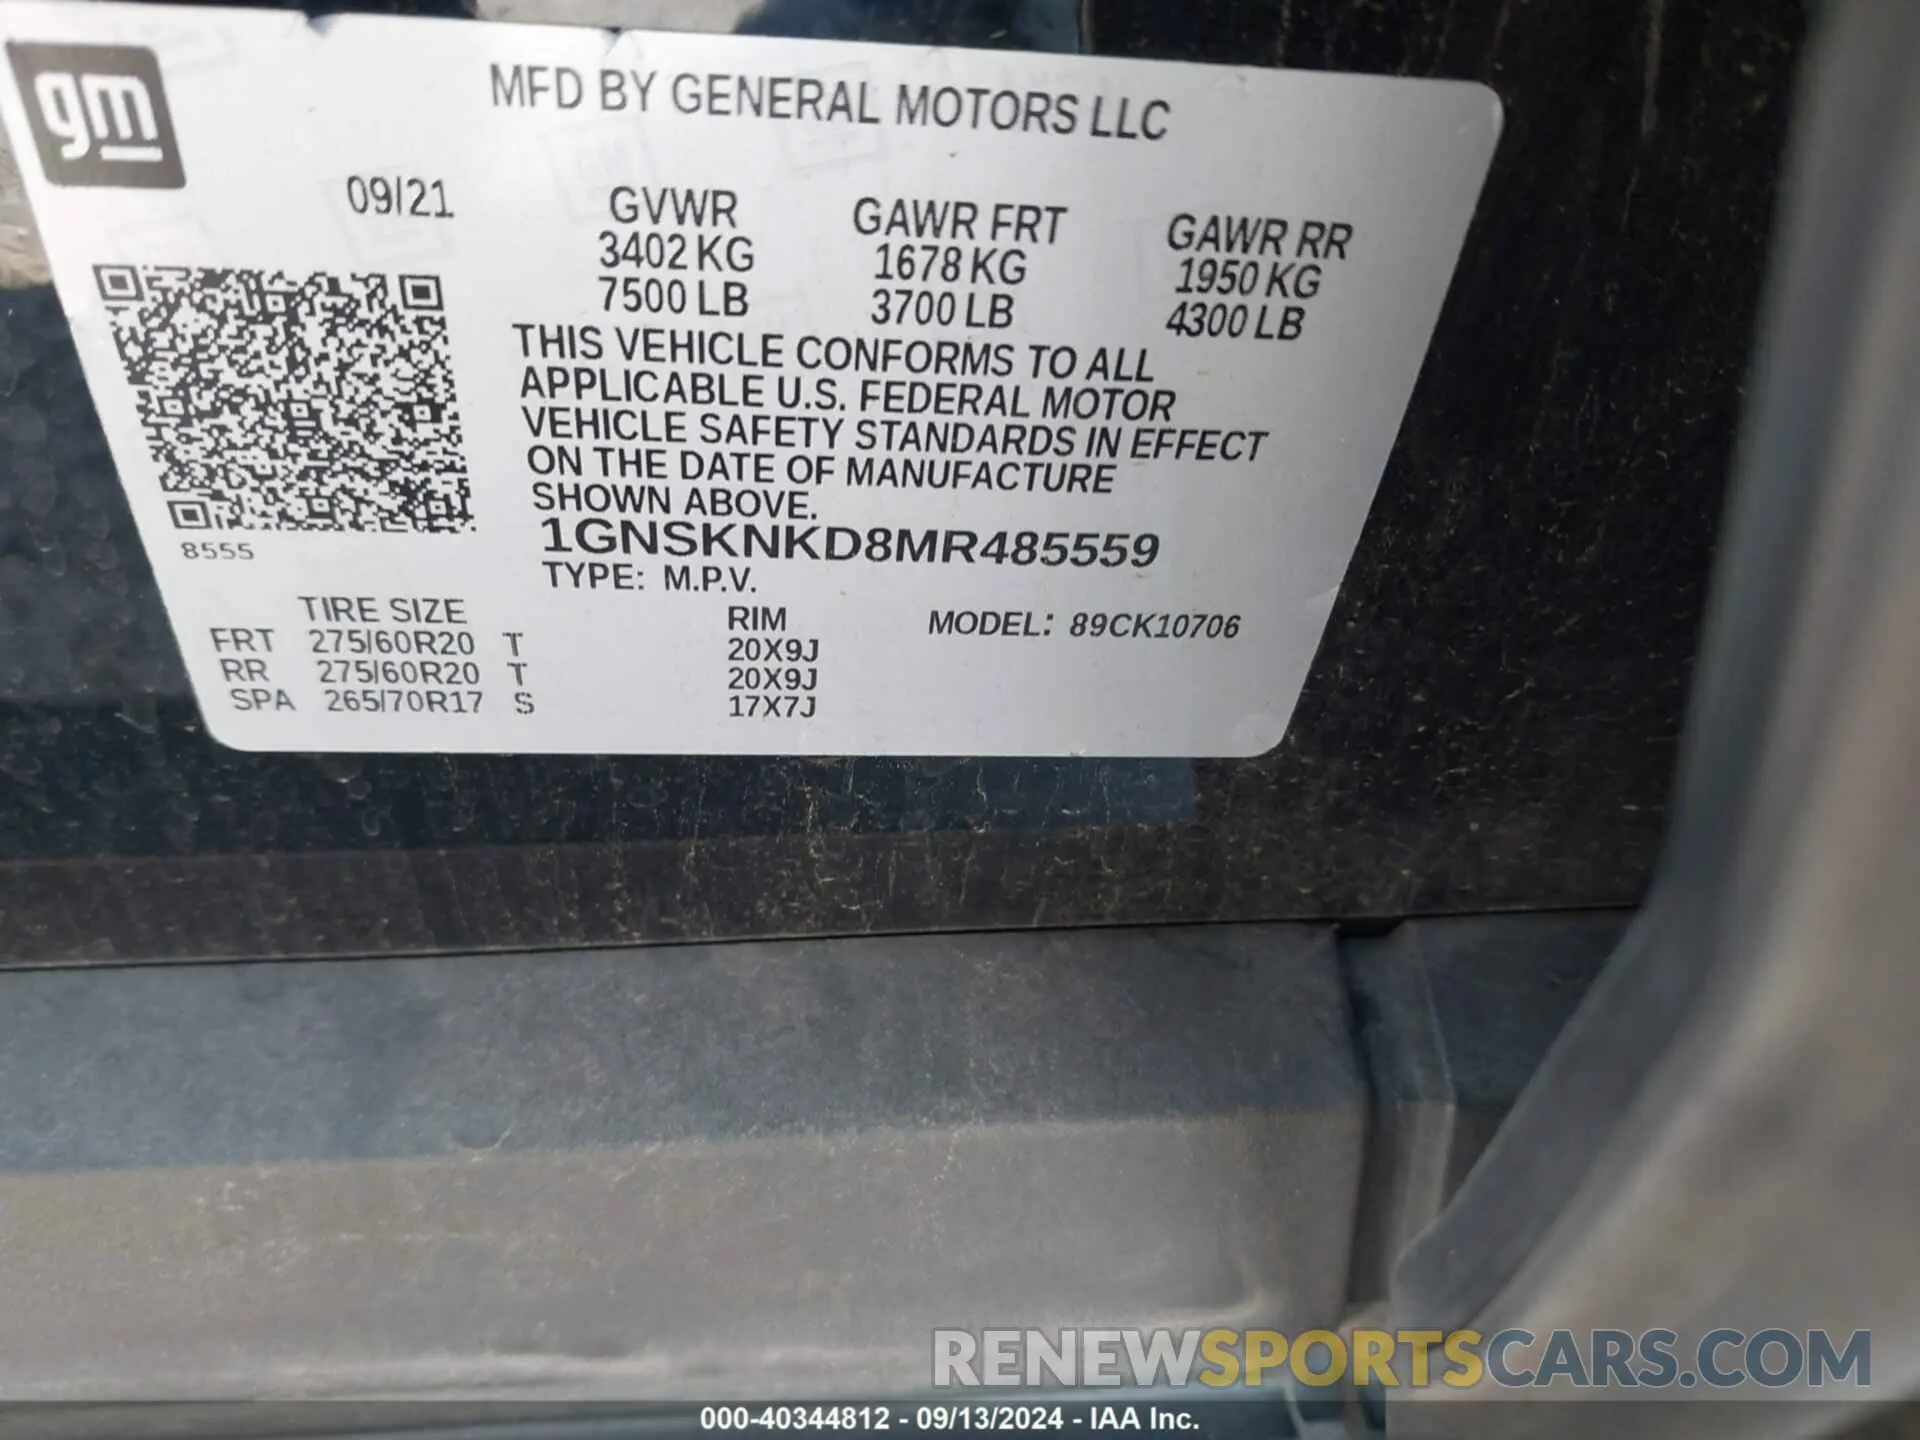 gm
MFD BY GENERAL MOTORS LLC
09/21
GVWR
3402 KG
7500 LB
GAWR FRT
1678 KG
3700 LB
GAWR RR
1950 KG
4300 LB
THIS VEHICLE CONFORMS TO ALL
APPLICABLE U.S. FEDERAL MOTOR
VEHICLE SAFETY STANDARDS IN EFFECT
ON THE DATE OF MANUFACTURE
SHOWN ABOVE.
8555
1GNSKNKD8MR485559
TYPE: M.P.V.
TIRE SIZE RIM MODEL: 89CK10706
FRT 275/60R20 T 20X9J
RR 275/60R20 T 20X9J
SPA 265/70R17 S 17X7J
RENEWSPORTSCARS.COM
000-40344812 - 09/13/2024 - IAA Inc.